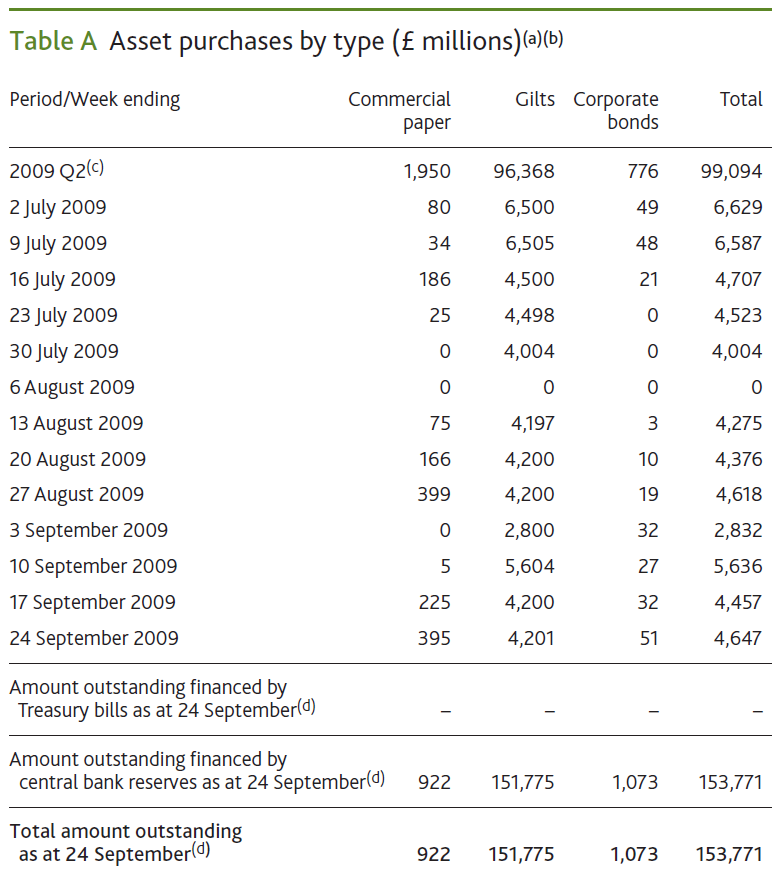 Table A Asset purchases by type (£ millions)(a)(b)
Period/Week ending Commercial paper Gilts Corporate bonds Total
2009 Q2(c) 1,950 96,368 776 99,094
2 July 2009 80 6,500 49 6,629
9 July 2009 34 6,505 48 6,587
16 July 2009 186 4,500 21 4,707
23 July 2009 25 4,498 0 4,523
30 July 2009 0 4,004 0 4,004
6 August 2009 0 0 0 0
13 August 2009 75 4,197 3 4,275
20 August 2009 166 4,200 10 4,376
27 August 2009 399 4,200 19 4,618
3 September 2009 0 2,800 32 2,832
10 September 2009 5 5,604 27 5,636
17 September 2009 225 4,200 32 4,457
24 September 2009 395 4,201 51 4,647
Amount outstanding financed by
Treasury bills as at 24 September(d) – – – –
Amount outstanding financed by
central bank reserves as at 24 September(d) 922 151,775 1,073 153,771
Total amount outstanding
as at 24 September(d) 922 151,775 1,073 153,771